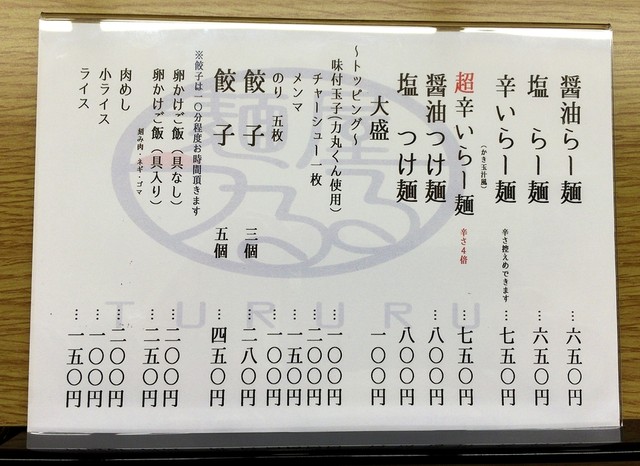 醤油らー麺 … 六五〇円
塩 らー麺 … 六五〇円
辛いらー麺 辛さ控えめできます … 七五〇円
(かき玉汁風)
超辛いらー麺 辛さ4倍 … 七五〇円
醤油つけ麺 … 八〇〇円
塩 つけ麺 … 八〇〇円
大盛 … 一〇〇円
〜トッピング〜
味付玉子(力丸くん使用) … 一〇〇円
チャーシュー一枚 … 二〇〇円
メンマ … 一五〇円
のり 五枚 … 一〇〇円
餃子 三個 … 二八〇円
餃子 五個 … 四五〇円
※餃子は一〇分程度お時間頂きます
卵かけご飯(具なし) … 二〇〇円
卵かけご飯(具入り) … 二五〇円
刻み肉・ネギ・ゴマ
肉めし … 二〇〇円
小ライス … 一〇〇円
ライス … 一五〇円
麺屋
つるる
TURURU